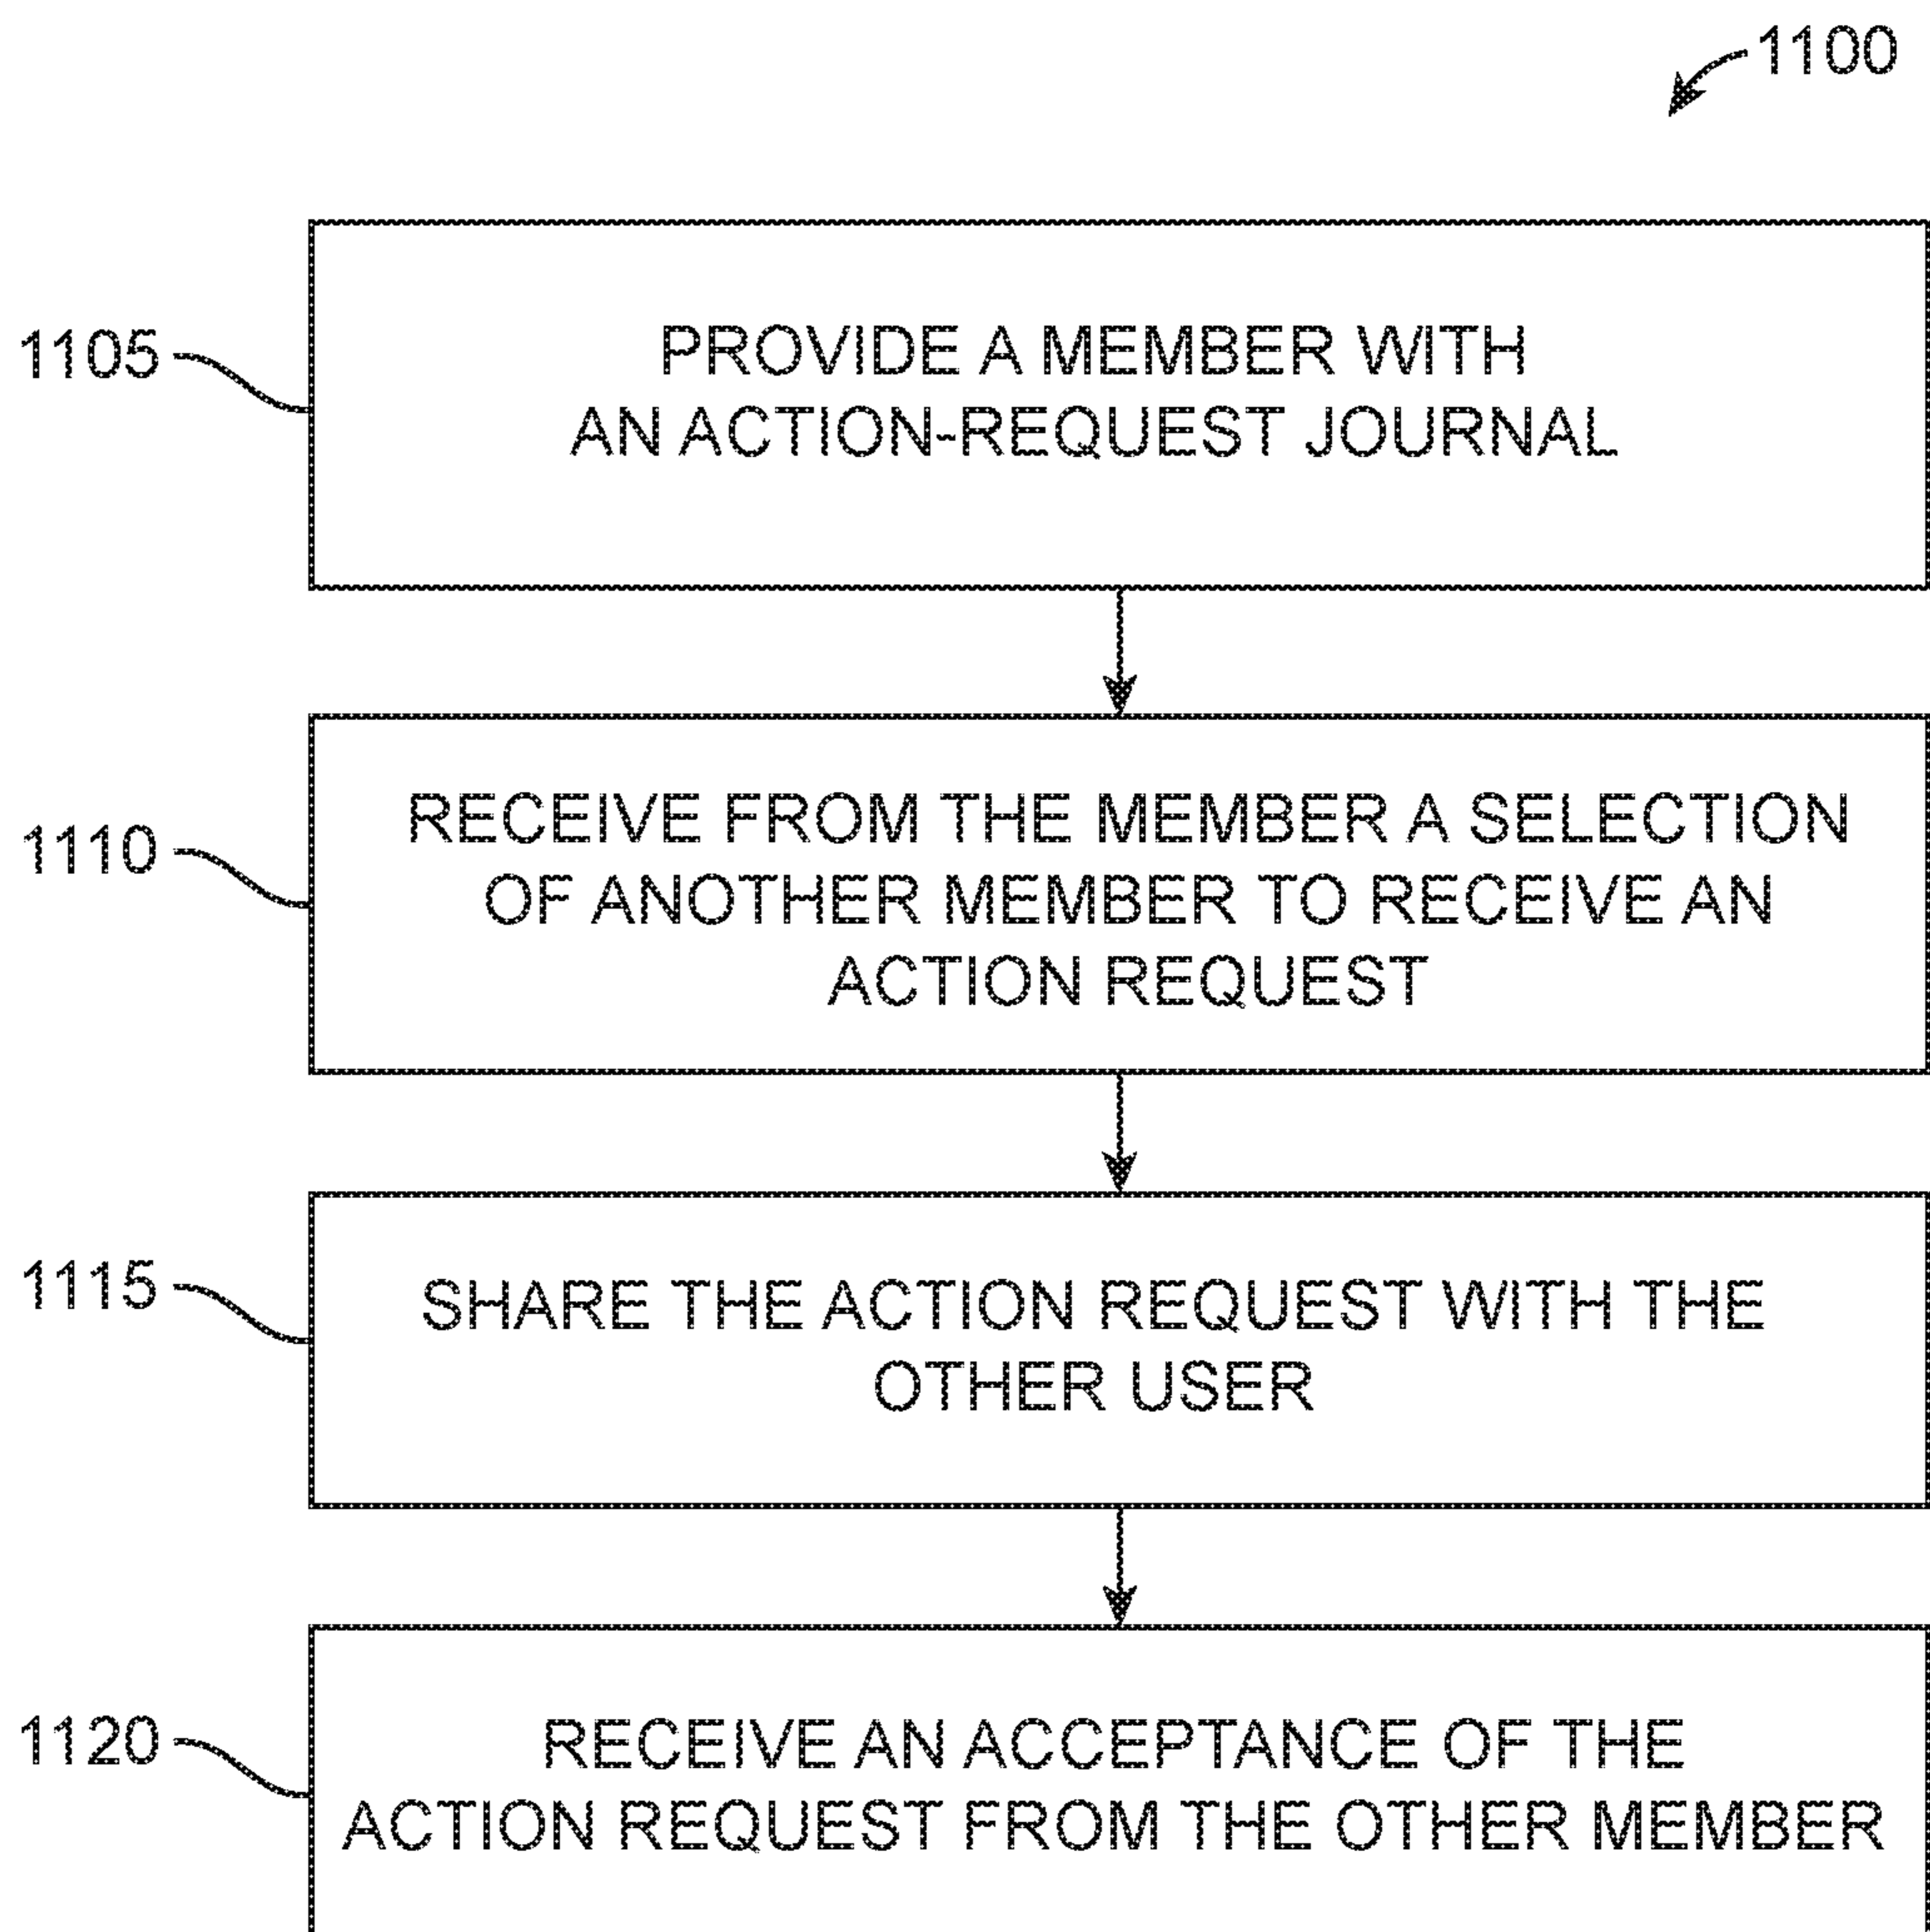 1100
1105
PROVIDE A MEMBER WITH
AN ACTION-REQUEST JOURNAL
1110
RECEIVE FROM THE MEMBER A SELECTION
OF ANOTHER MEMBER TO RECEIVE AN
ACTION REQUEST
1115
SHARE THE ACTION REQUEST WITH THE
OTHER USER
1120
RECEIVE AN ACCEPTANCE OF THE
ACTION REQUEST FROM THE OTHER MEMBER